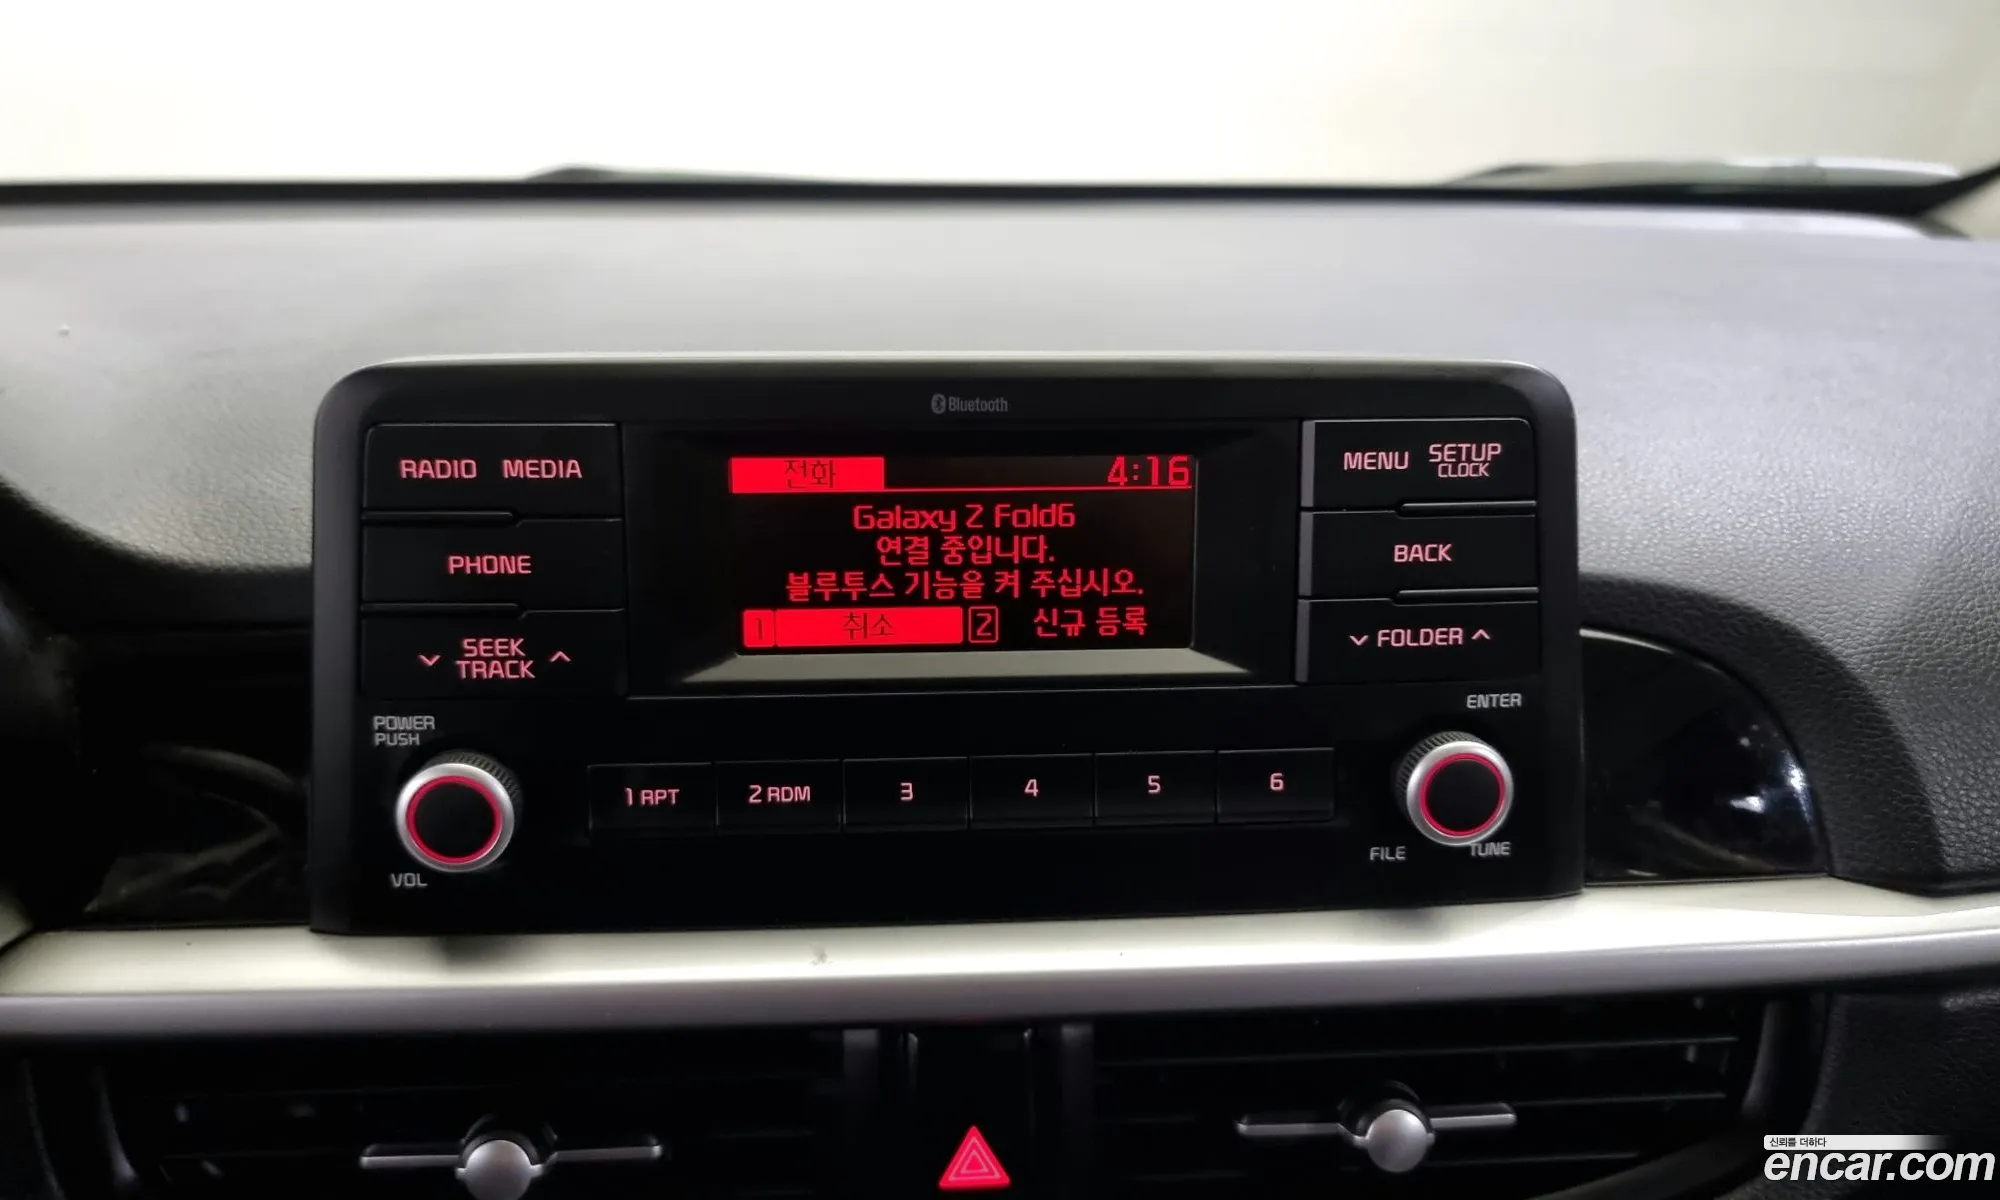 Bluetooth
RADIO MEDIA
PHONE
SEEK
TRACK
POWER
PUSH
VOL
전화 4:16
Galaxy Z Fold6
연결 중입니다.
블루투스 기능을 켜 주십시오.
1 취소 2 신규 등록
MENU SETUP
CLOCK
BACK
FOLDER
ENTER
FILE TUNE
1 RPT 2 RDM 3 4 5 6
신뢰를 더하다
encar.com